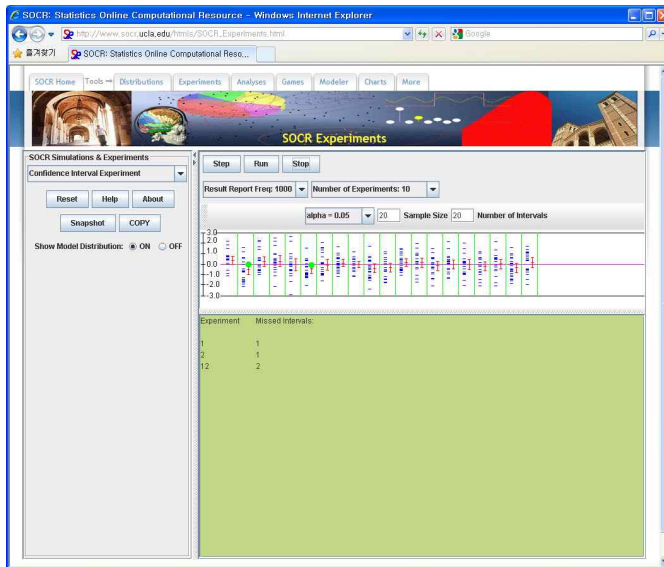 SOCR: Statistics Online Computational Resource - Windows Internet Explorer
http://www.socr.ucla.edu/htmls/SOCR_Experiments.html
Google
즐겨찾기 SOCR: Statistics Online Computational Reso...
SOCR Home Tools Distributions Experiments Analyses Games Modeler Charts More
SOCR Experiments
SOCR Simulations & Experiments
Confidence Interval Experiment
Reset Help About
Snapshot COPY
Show Model Distribution: ON OFF
Step Run Stop
Result Report Freq: 1000 Number of Experiments: 10
alpha = 0.05 20 Sample Size 20 Number of Intervals
3.0
2.0
1.0
0.0
-1.0
-2.0
-3.0
Experiment Missed Intervals:
1 1
2 1
12 2